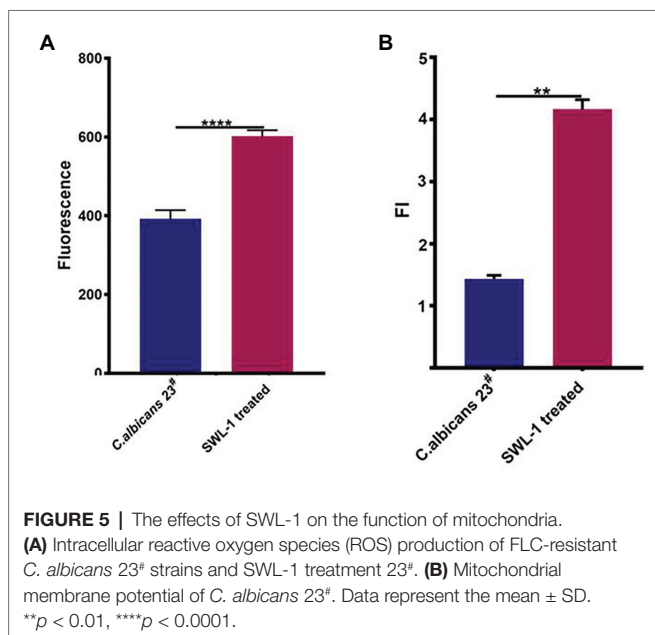 A
B
800
600
400
200
0
Fluorescence
****
C.albicans 23#
SWL-1 treated
5
4
3
2
1
FI
**
C.albicans 23#
SWL-1 treated
FIGURE 5 | The effects of SWL-1 on the function of mitochondria.
(A) Intracellular reactive oxygen species (ROS) production of FLC-resistant
C. albicans 23# strains and SWL-1 treatment 23#. (B) Mitochondrial
membrane potential of C. albicans 23#. Data represent the mean ± SD.
**p < 0.01, ****p < 0.0001.